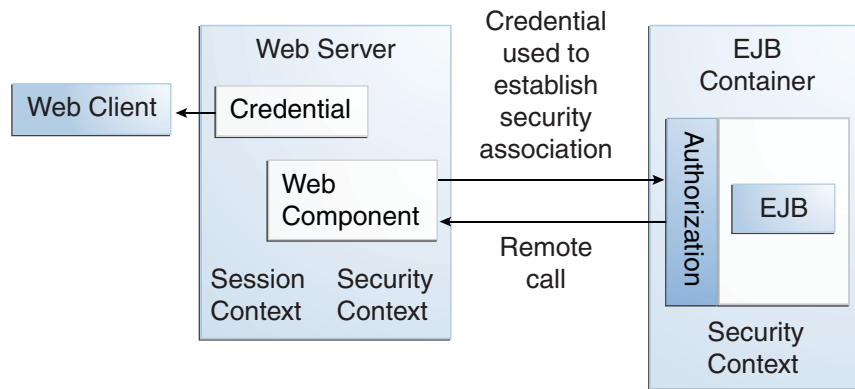 Web Client
Web Server
Credential
Web
Component
Session
Context
Security
Context
Credential
used to
establish
security
association
Remote
call
EJB
Container
Authorization
EJB
Security
Context